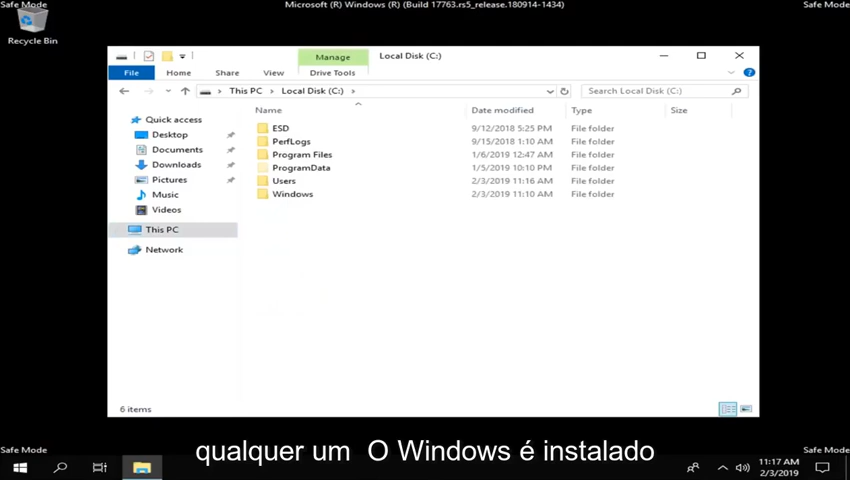 Safe Mode Microsoft (R) Windows (R) (Build 17763.rs5_release.180914-1434) Safe Mode
Recycle Bin
Manage Local Disk (C:)
File Home Share View Drive Tools
This PC Local Disk (C:) Search Local Disk (C:)
Name Date modified Type Size
Quick access
Desktop
Documents
Downloads
Pictures
Music
Videos
This PC
Network
ESD 9/12/2018 5:25 PM File folder
PerfLogs 9/15/2018 1:10 AM File folder
Program Files 1/6/2019 12:47 AM File folder
ProgramData 1/5/2019 10:10 PM File folder
Users 2/3/2019 11:16 AM File folder
Windows 2/3/2019 11:10 AM File folder
6 items
qualquer um O Windows é instalado
Safe Mode Safe Mode
11:17 AM
2/3/2019